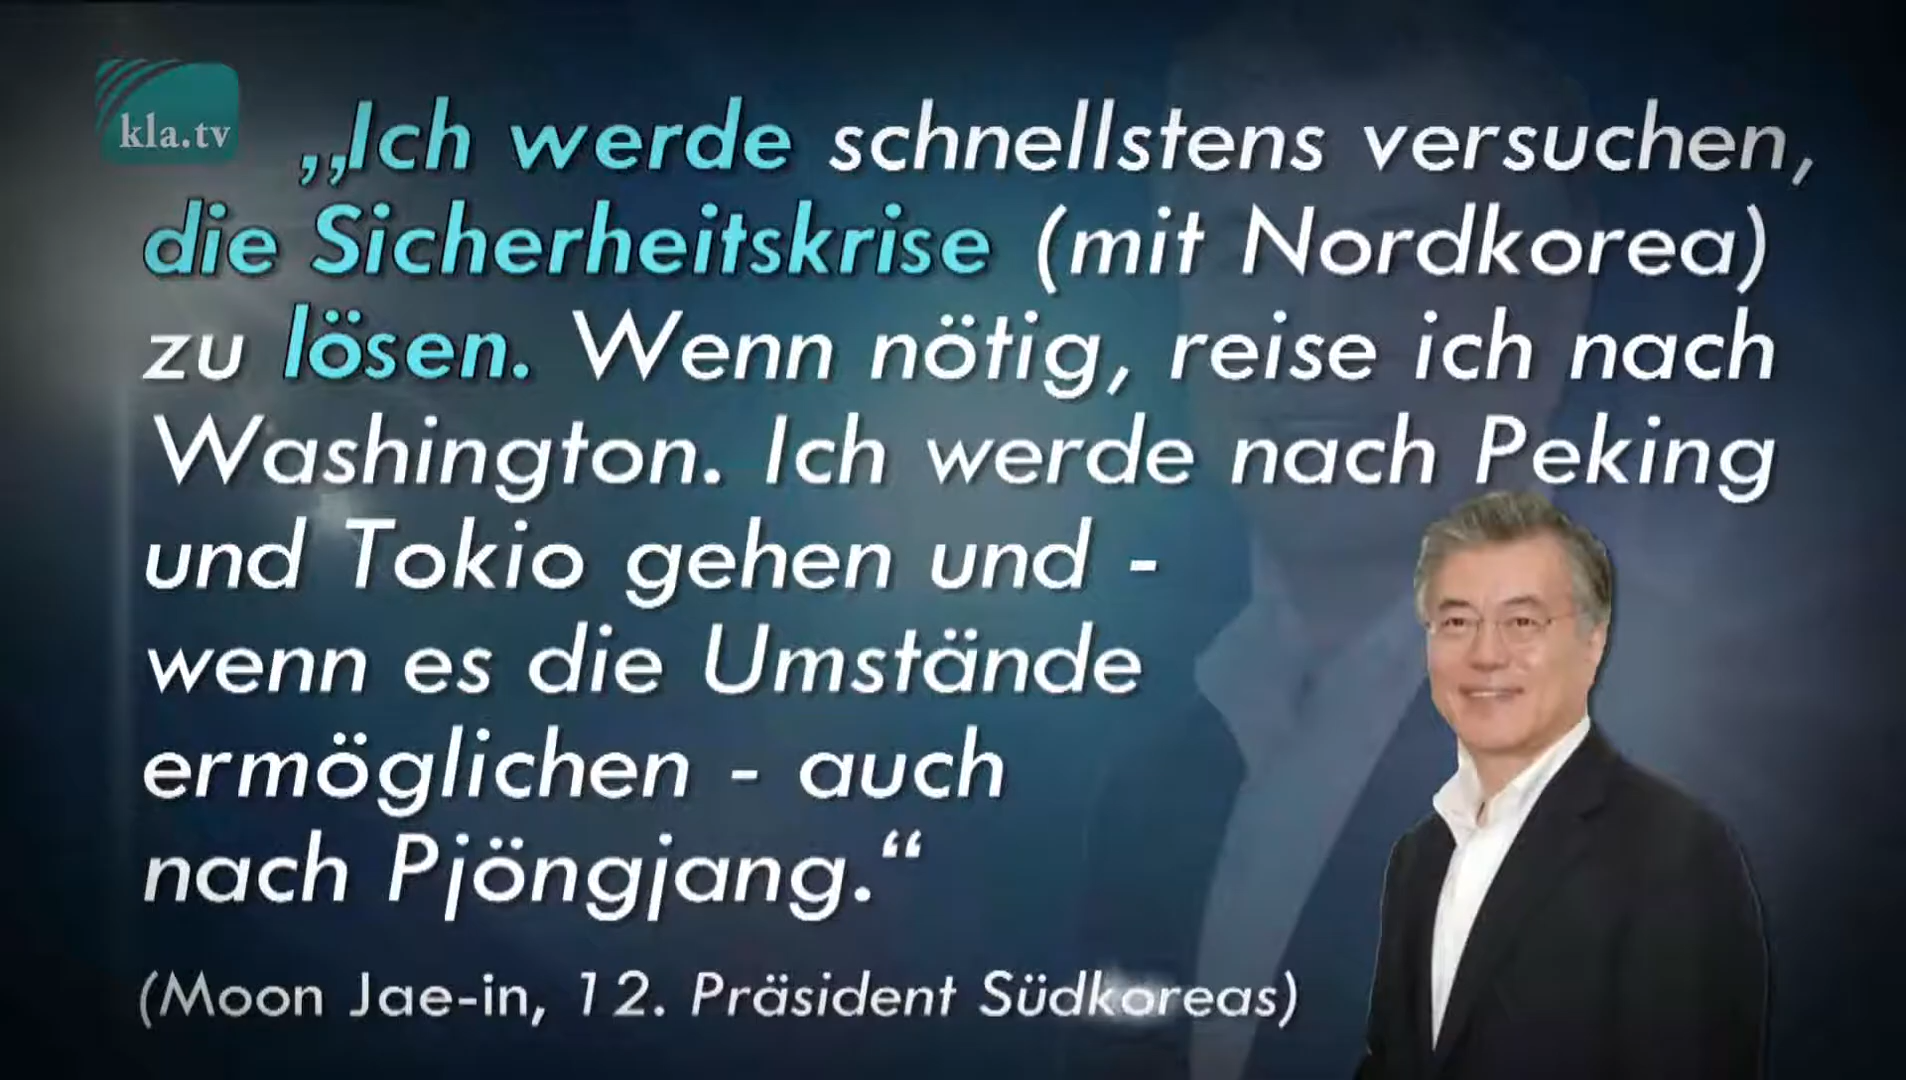 kla.tv
„Ich werde schnellstens versuchen,
die Sicherheitskrise (mit Nordkorea)
zu lösen. Wenn nötig, reise ich nach
Washington. Ich werde nach Peking
und Tokio gehen und -
wenn es die Umstände
ermöglichen - auch
nach Pjöngjang.“
(Moon Jae-in, 12. Präsident Südkoreas)